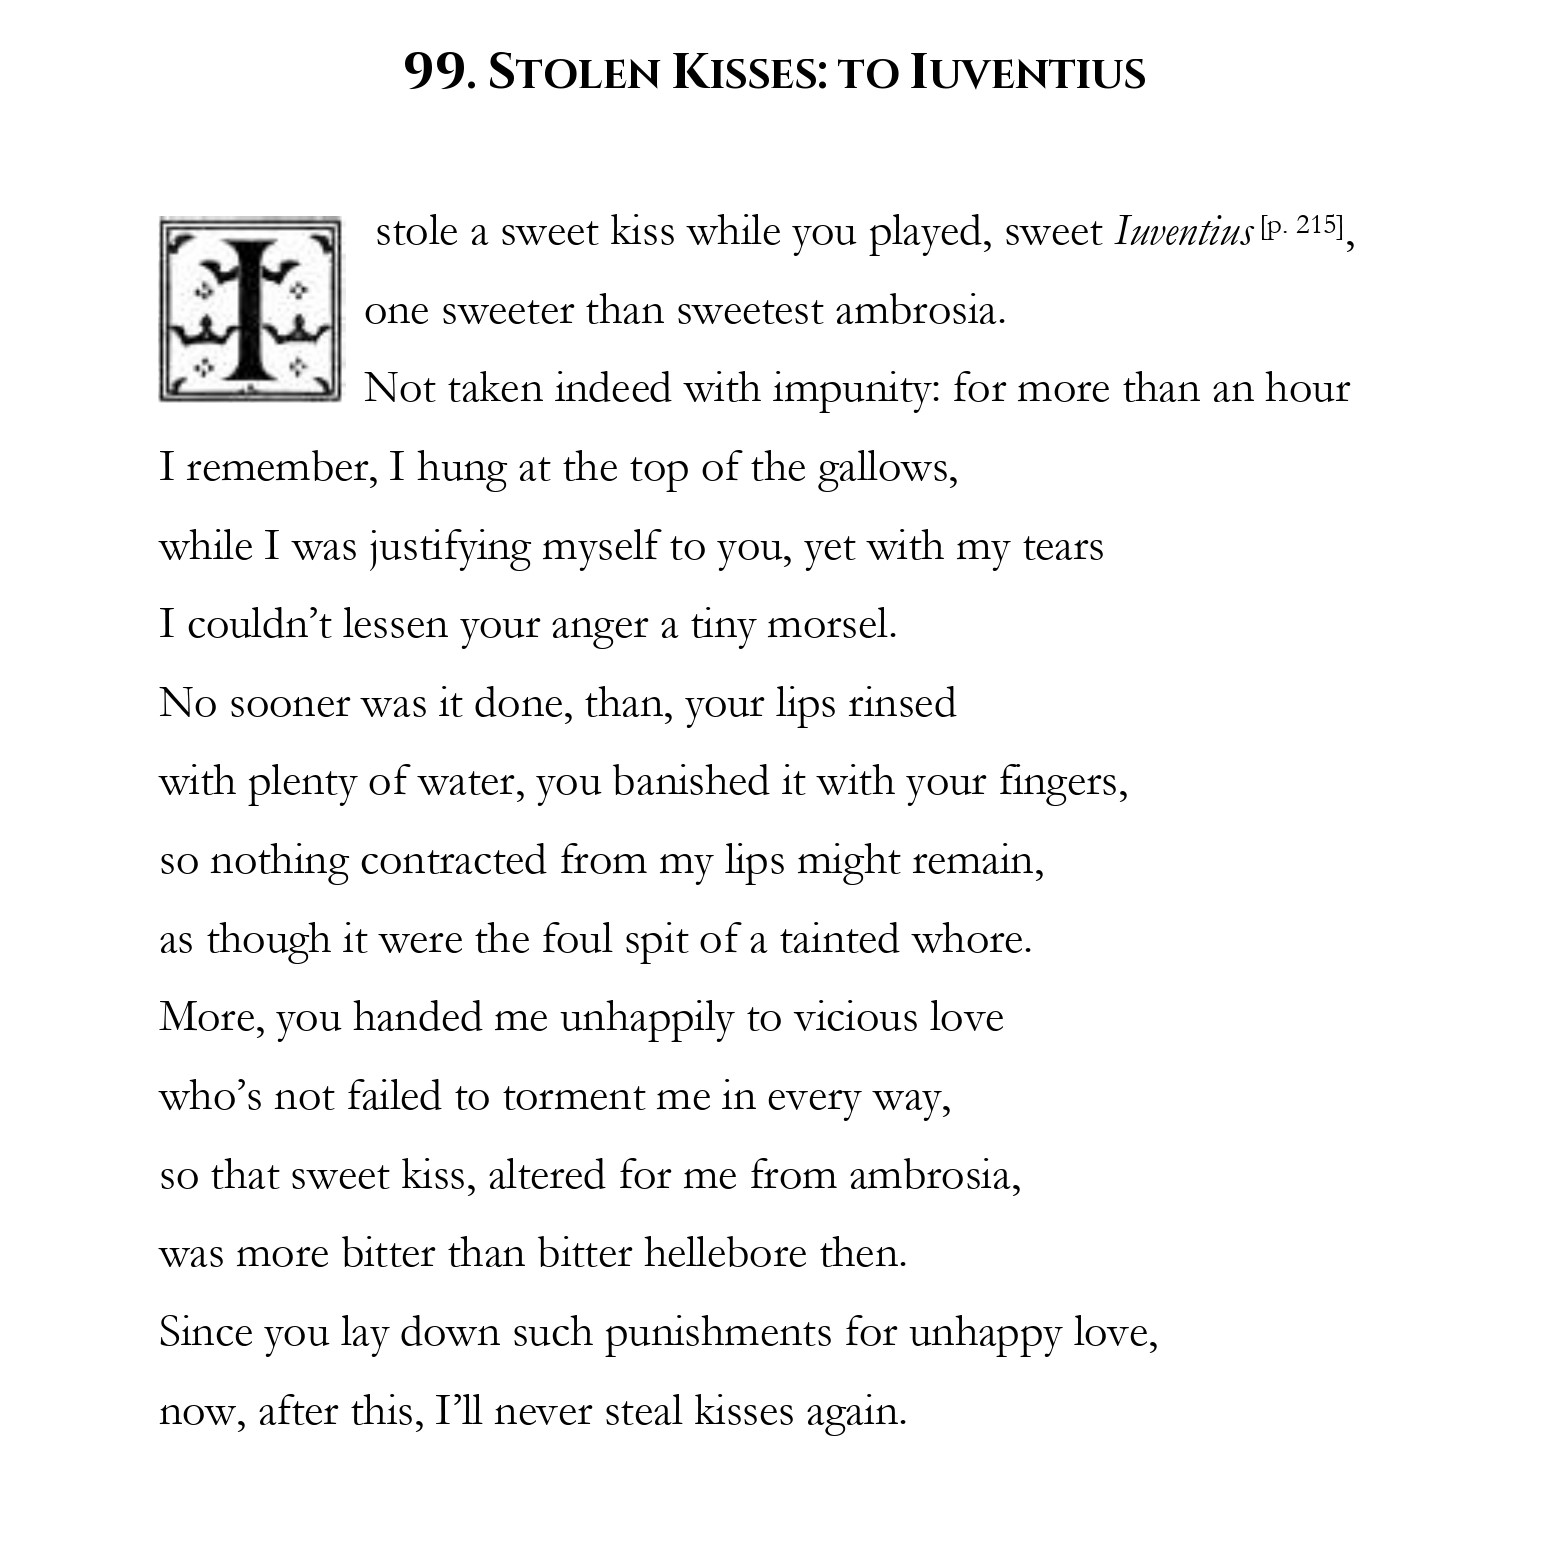 99. Stolen Kisses: to Iuventius
I stole a sweet kiss while you played, sweet Iuventius [p. 215],
one sweeter than sweetest ambrosia.
Not taken indeed with impunity: for more than an hour
I remember, I hung at the top of the gallows,
while I was justifying myself to you, yet with my tears
I couldn’t lessen your anger a tiny morsel.
No sooner was it done, than, your lips rinsed
with plenty of water, you banished it with your fingers,
so nothing contracted from my lips might remain,
as though it were the foul spit of a tainted whore.
More, you handed me unhappily to vicious love
who’s not failed to torment me in every way,
so that sweet kiss, altered for me from ambrosia,
was more bitter than bitter hellebore then.
Since you lay down such punishments for unhappy love,
now, after this, I’ll never steal kisses again.